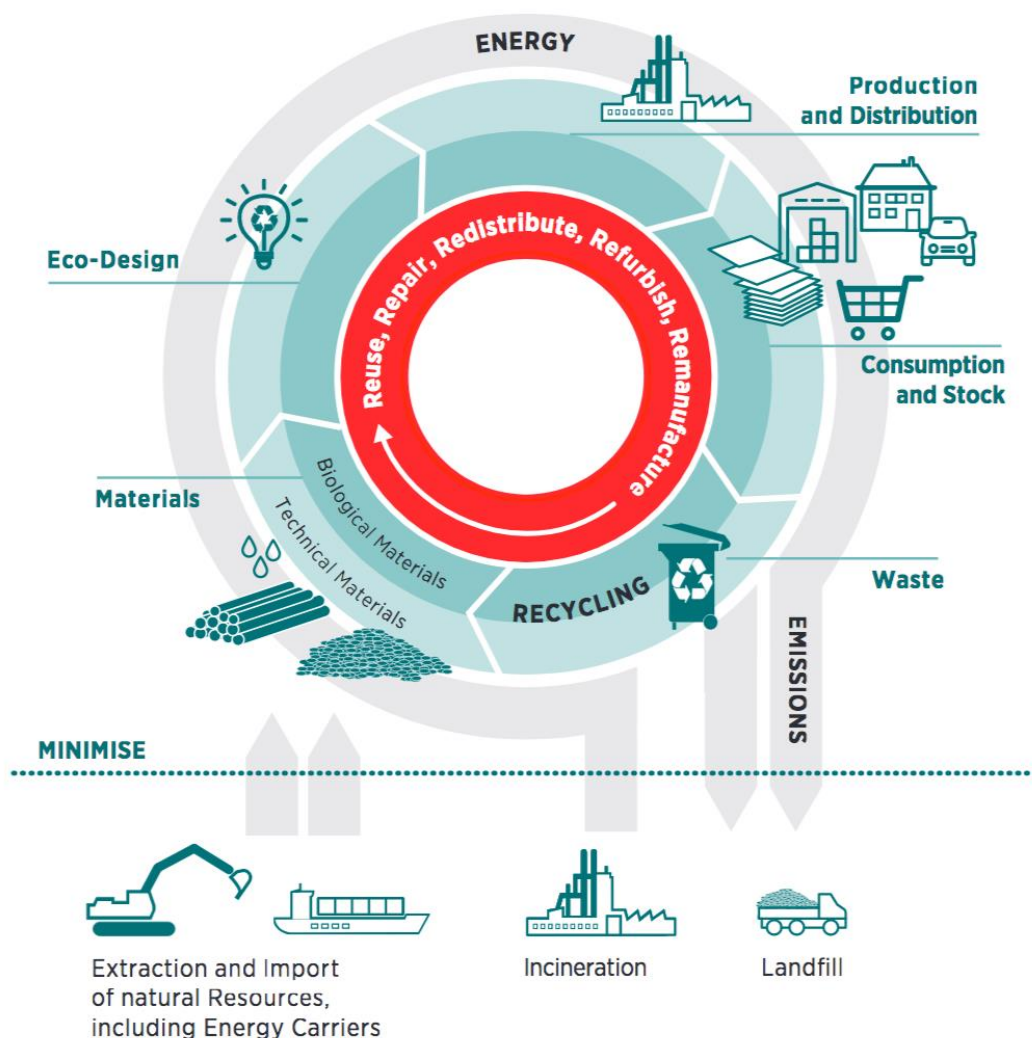 ENERGY
Production
and Distribution
Eco-Design
Reuse, Repair, Redistribute, Refurbish, Remanufacture
Consumption
and Stock
Materials
Biological Materials
Technical Materials
RECYCLING
Waste
EMISSIONS
MINIMISE
Extraction and Import
of natural Resources,
including Energy Carriers
Incineration
Landfill